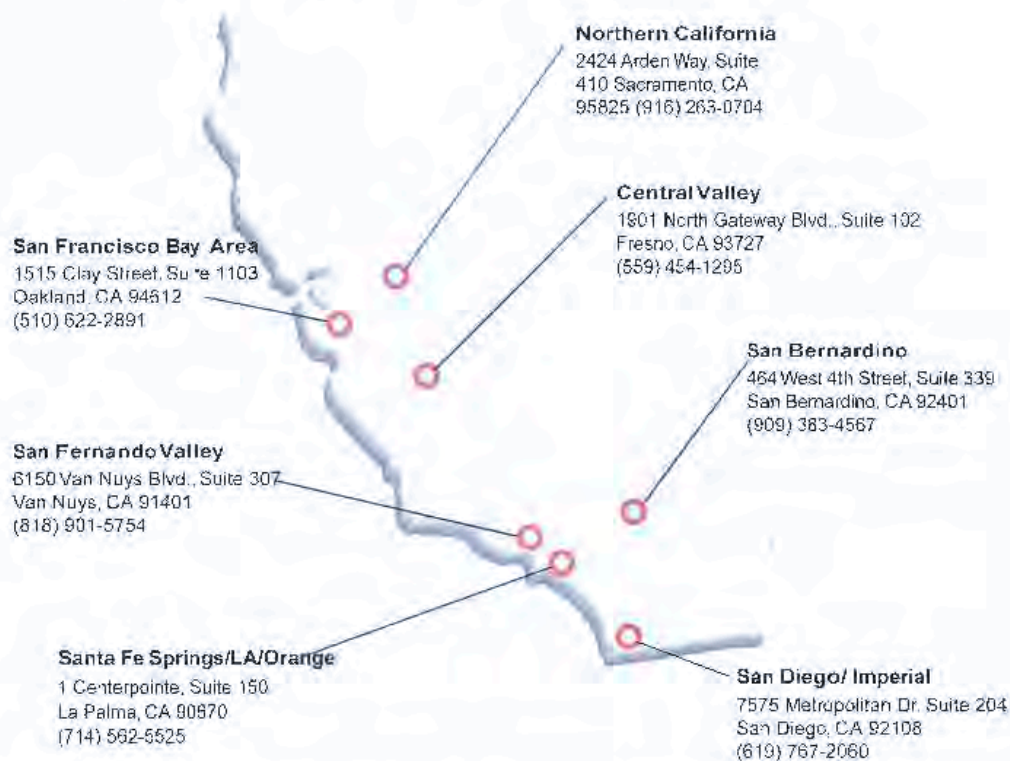 Northern California
2424 Arden Way, Suite
410 Sacramento, CA
95825 (916) 263-0704
Central Valley
1901 North Gateway Blvd., Suite 102
Fresno, CA 93727
(559) 454-1295
San Francisco Bay Area
1515 Clay Street, Suite 1103
Oakland, CA 94612
(510) 622-2891
San Bernardino
464 West 4th Street, Suite 339
San Bernardino, CA 92401
(909) 383-4567
San Fernando Valley
6150 Van Nuys Blvd., Suite 307
Van Nuys, CA 91401
(818) 901-5754
Santa Fe Springs/LA/Orange
1 Centerpointe, Suite 150
La Palma, CA 90670
(714) 562-5525
San Diego/ Imperial
7575 Metropolitan Dr. Suite 204
San Diego, CA 92108
(619) 767-2060